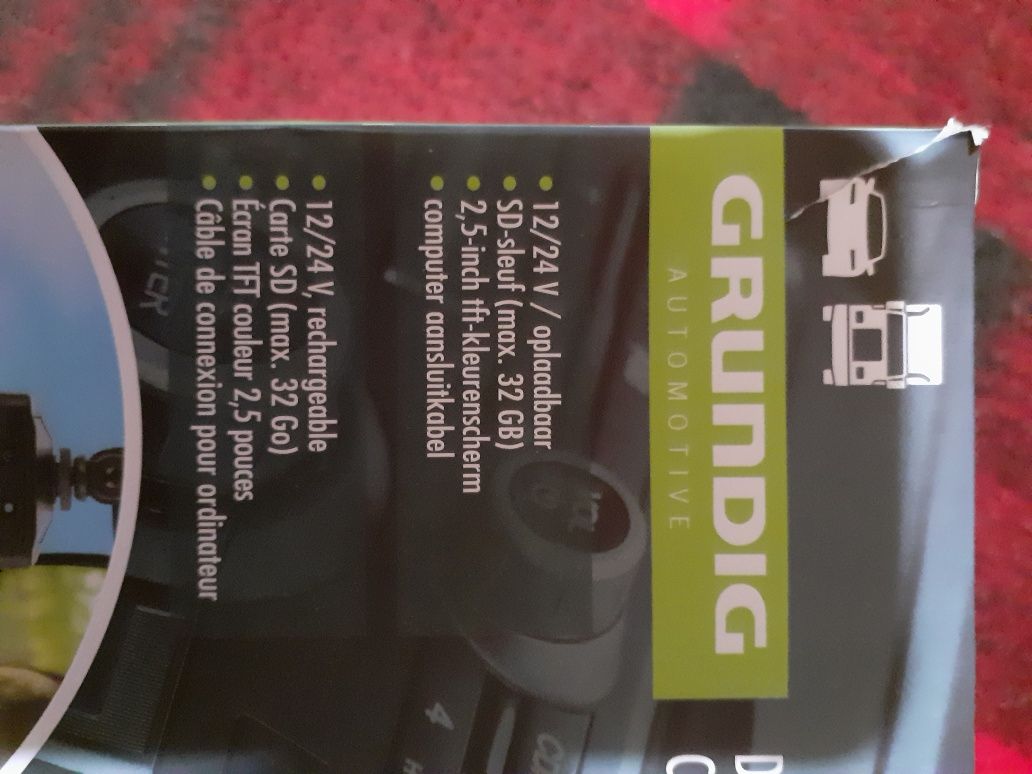 GRUNDIG
AUTOMOTIVE
12/24 V / oplaadbaar
SD-sleuf (max. 32 GB)
2,5-inch tft-kleurenscherm
computer aansluitkabel
12/24 V, rechargeable
Carte SD (max. 32 Go)
Écran TFT couleur 2,5 pouces
Câble de connexion pour ordinateur
4